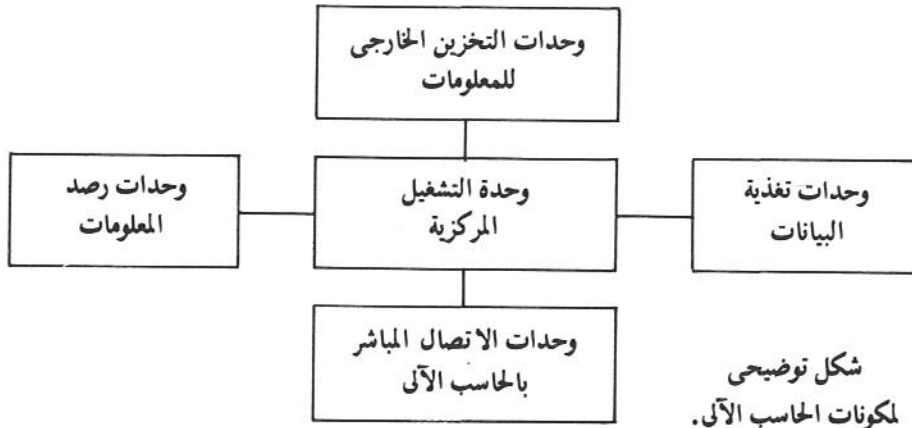 وحدات التخزين الخارجى
للمعلومات
وحدات تغذية
البيانات
وحدة التشغيل
المركزية
وحدات رصد
المعلومات
وحدات الاتصال المباشر
بالحاسب الآلى
شكل توضيحى
لمكونات الحاسب الآلى.